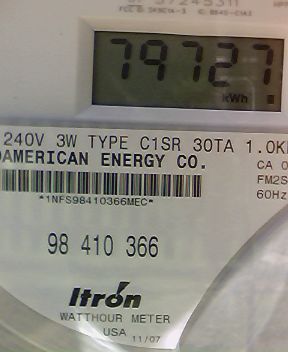 79727
kWh
240V 3W TYPE C1SR 30TA 1.0K
AMERICAN ENERGY CO.
CA 0
FM2S
60Hz
*1NFS98410366MEC*
98 410 366
Itron
WATTHOUR METER
USA 11/07